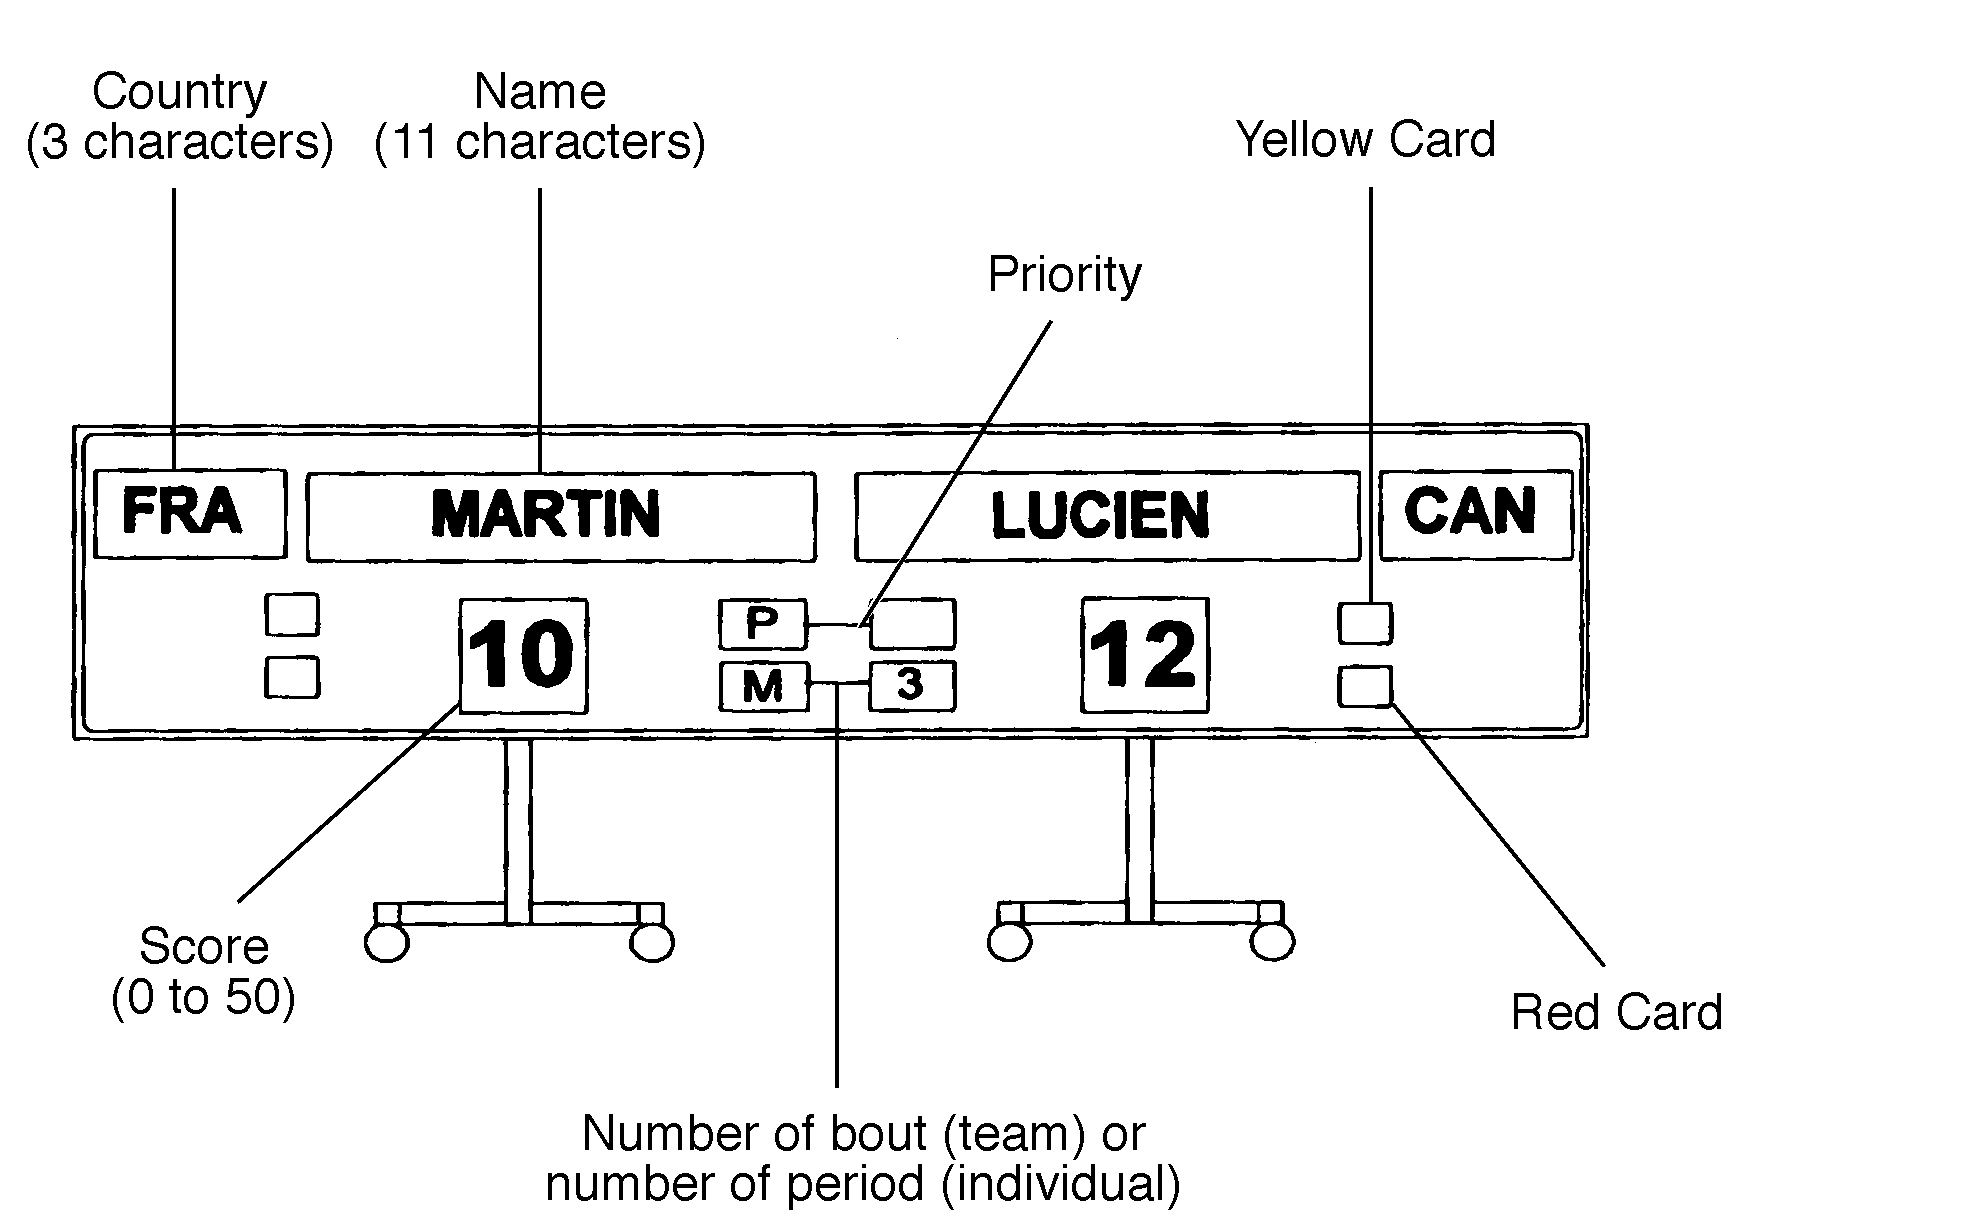 Country
(3 characters)
Name
(11 characters)
Yellow Card
Priority
FRA MARTIN LUCIEN CAN
10 P 12
M 3
Score
(0 to 50)
Red Card
Number of bout (team) or
number of period (individual)